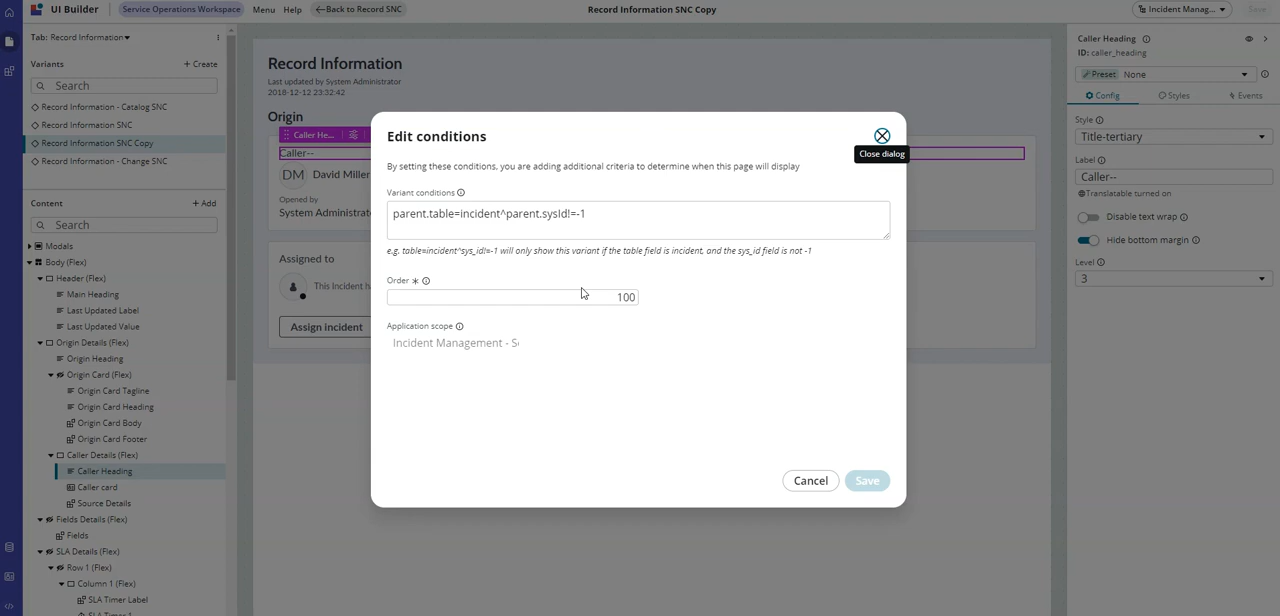 UI Builder
Service Operations Workspace
Menu
Help
Back to Record SNC
Record Information SNC Copy
Incident Manag...
Save
Tab: Record Information
Variants
+ Create
Search
Record Information - Catalog SNC
Record Information SNC
Record Information SNC Copy
Record Information - Change SNC
Content
+ Add
Search
Modals
Body (Flex)
Header (Flex)
Main Heading
Last Updated Label
Last Updated Value
Origin Details (Flex)
Origin Heading
Origin Card (Flex)
Origin Card Tagline
Origin Card Heading
Origin Card Body
Origin Card Footer
Caller Details (Flex)
Caller Heading
Caller card
Source Details
Fields Details (Flex)
Fields
SLA Details (Flex)
Row 1 (Flex)
Column 1 (Flex)
SLA Timer Label
SLA Timer 1
Record Information
Last updated by System Administrator
2018-12-12 23:32:42
Origin
Caller He...
Caller--
DM
David Miller
Opened by
System Administrat
Assigned to
This Incident h
Assign incident
Edit conditions
Close dialog
By setting these conditions, you are adding additional criteria to determine when this page will display
Variant conditions
parent.table=incident^parent.sysId!=-1
e.g. table=incident^sys_id!=-1 will only show this variant if the table field is incident, and the sys_id field is not -1
Order *
100
Application scope
Incident Management - S
Cancel
Save
Caller Heading
ID: caller_heading
Preset
None
Config
Styles
Events
Style
Title-tertiary
Label
Caller--
Translatable turned on
Disable text wrap
Hide bottom margin
Level
3